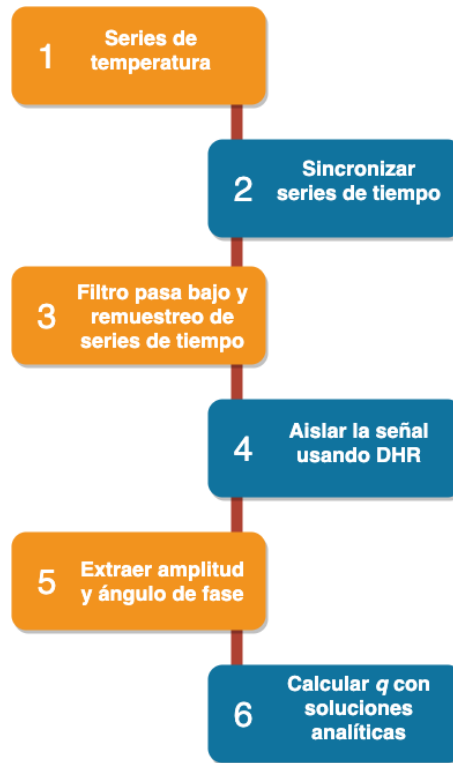 1
Series de
temperatura
2
Sincronizar
series de tiempo
3
Filtro pasa bajo y
remuestreo de
series de tiempo
4
Aislar la señal
usando DHR
5
Extraer amplitud
y ángulo de fase
6
Calcular q con
soluciones
analíticas